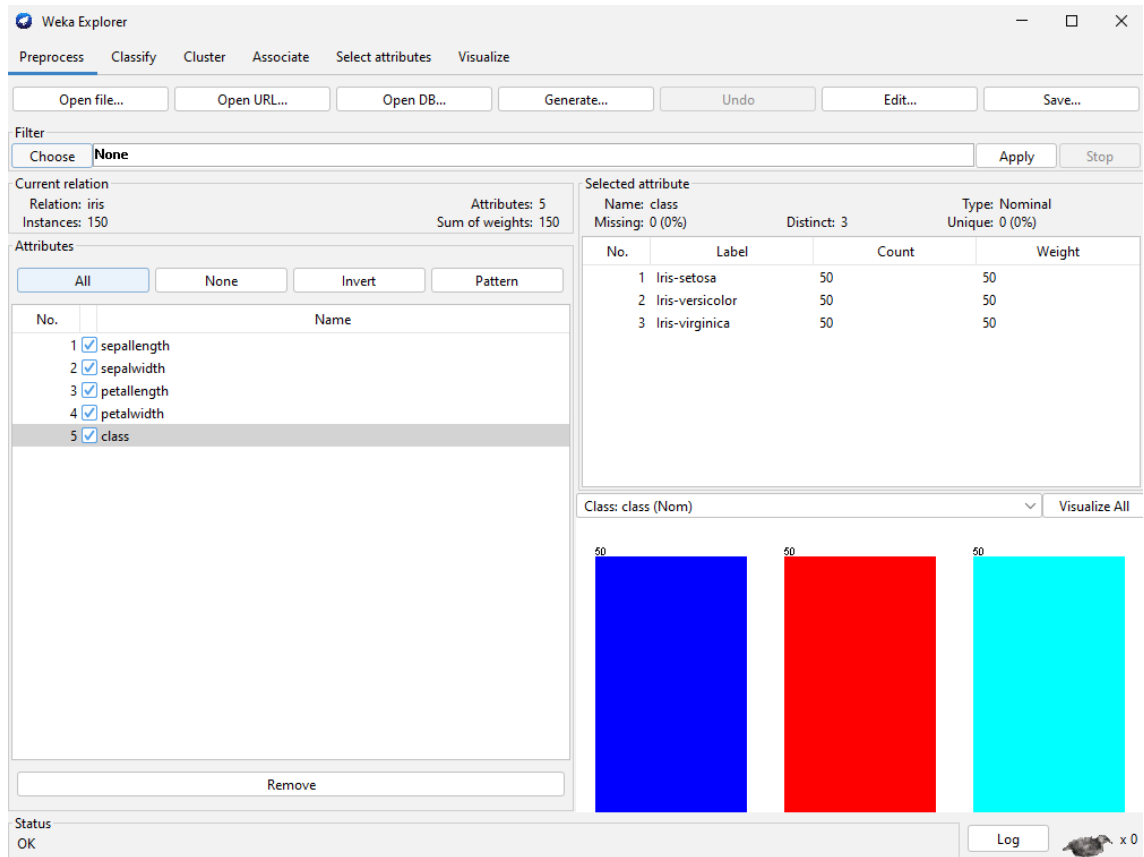 Weka Explorer
Preprocess Classify Cluster Associate Select attributes Visualize
Open file... Open URL... Open DB... Generate... Undo Edit... Save...
Filter
Choose None Apply Stop
Current relation
Relation: iris Attributes: 5
Instances: 150 Sum of weights: 150
Attributes
All None Invert Pattern
No. Name
1 sepallength
2 sepalwidth
3 petallength
4 petalwidth
5 class
Remove
Selected attribute
Name: class Type: Nominal
Missing: 0 (0%) Distinct: 3 Unique: 0 (0%)
No. Label Count Weight
1 Iris-setosa 50 50
2 Iris-versicolor 50 50
3 Iris-virginica 50 50
Class: class (Nom) Visualize All
50 50 50
Status
OK Log x 0